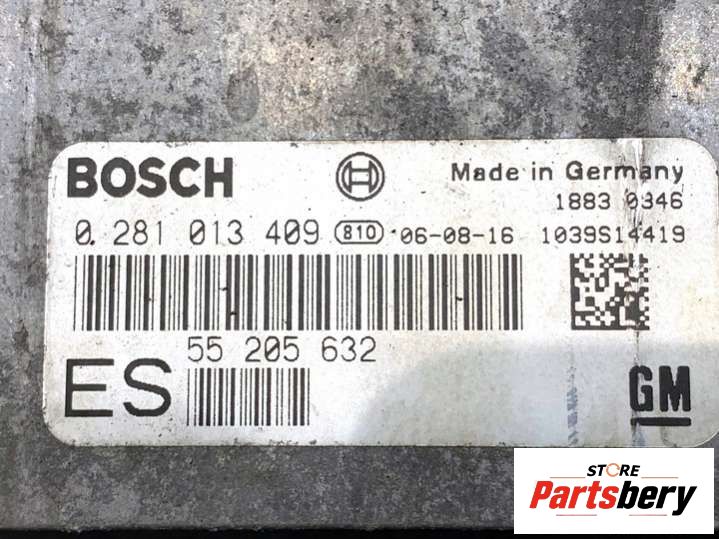 BOSCH
Made in Germany
1883 0346
0 281 013 409 810 ·06-08-16 1039S14419
55 205 632
ES
GM
STORE
Partsbery